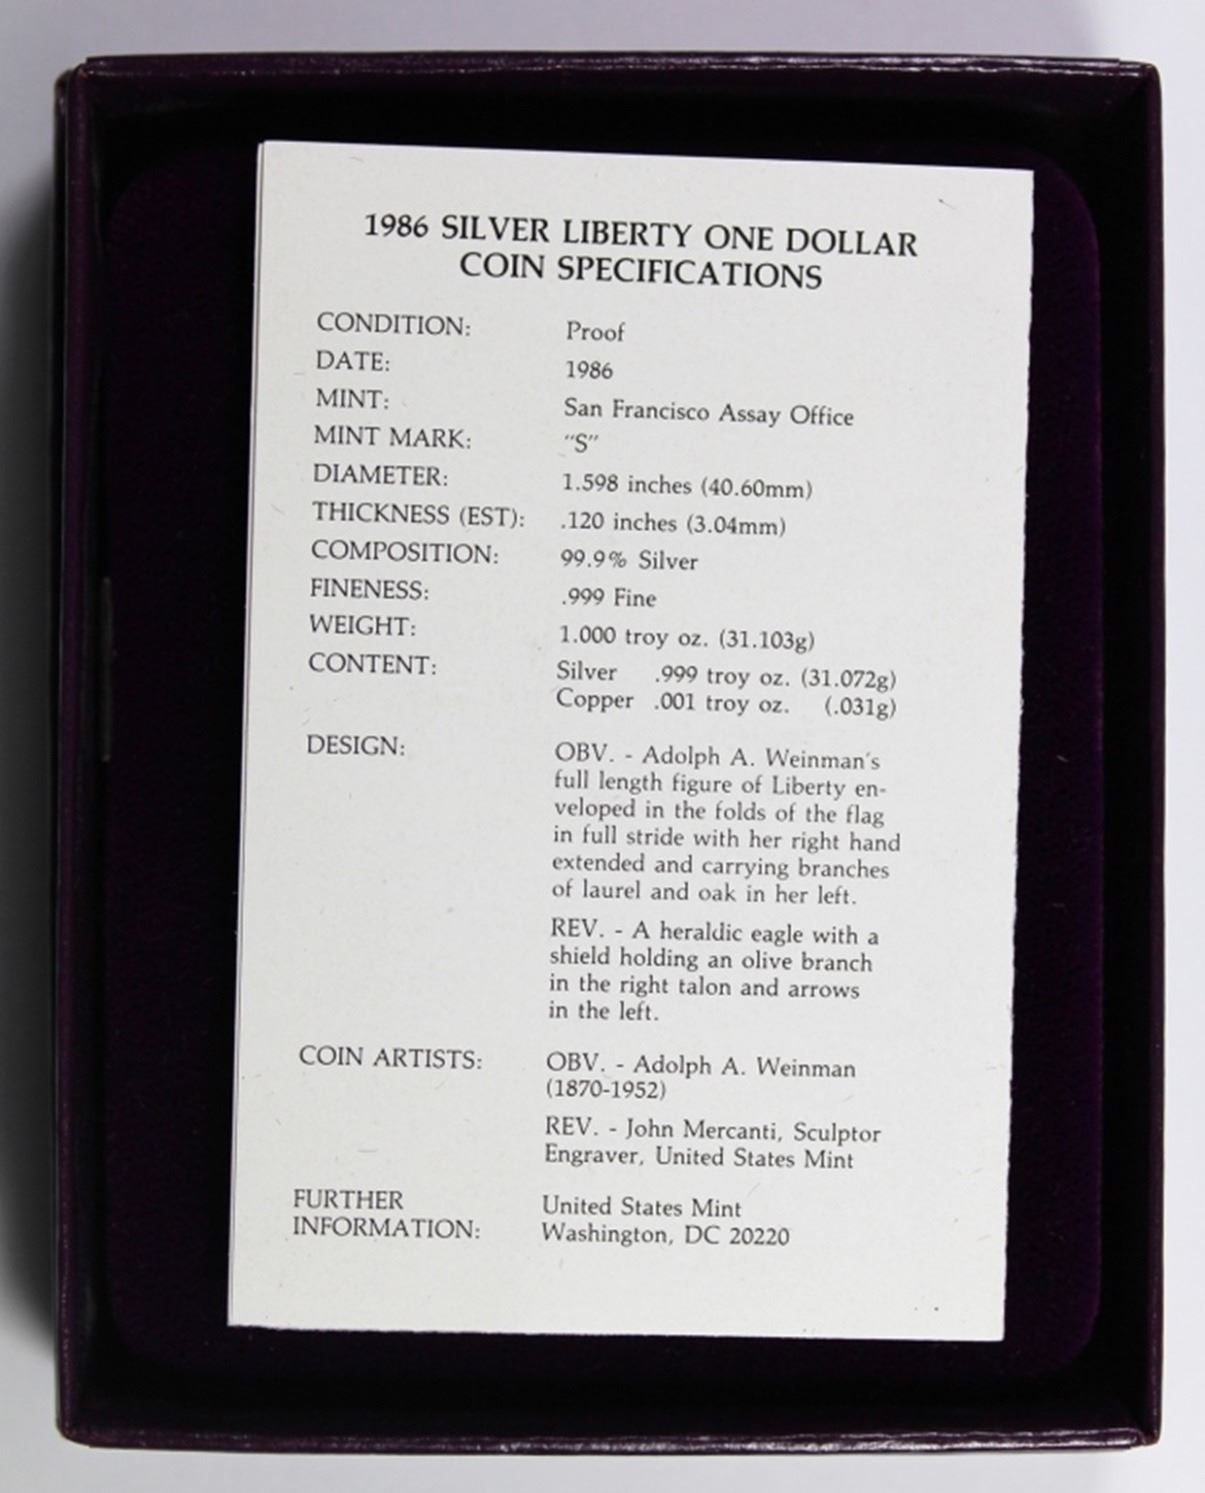 1986 SILVER LIBERTY ONE DOLLAR
COIN SPECIFICATIONS
CONDITION: Proof
DATE: 1986
MINT: San Francisco Assay Office
MINT MARK: "S"
DIAMETER: 1.598 inches (40.60mm)
THICKNESS (EST): .120 inches (3.04mm)
COMPOSITION: 99.9% Silver
FINENESS: .999 Fine
WEIGHT: 1.000 troy oz. (31.103g)
CONTENT: Silver .999 troy oz. (31.072g)
Copper .001 troy oz. (.031g)
DESIGN: OBV. - Adolph A. Weinman's
full length figure of Liberty en-
veloped in the folds of the flag
in full stride with her right hand
extended and carrying branches
of laurel and oak in her left.
REV. - A heraldic eagle with a
shield holding an olive branch
in the right talon and arrows
in the left.
COIN ARTISTS: OBV. - Adolph A. Weinman
(1870-1952)
REV. - John Mercanti, Sculptor
Engraver, United States Mint
FURTHER United States Mint
INFORMATION: Washington, DC 20220